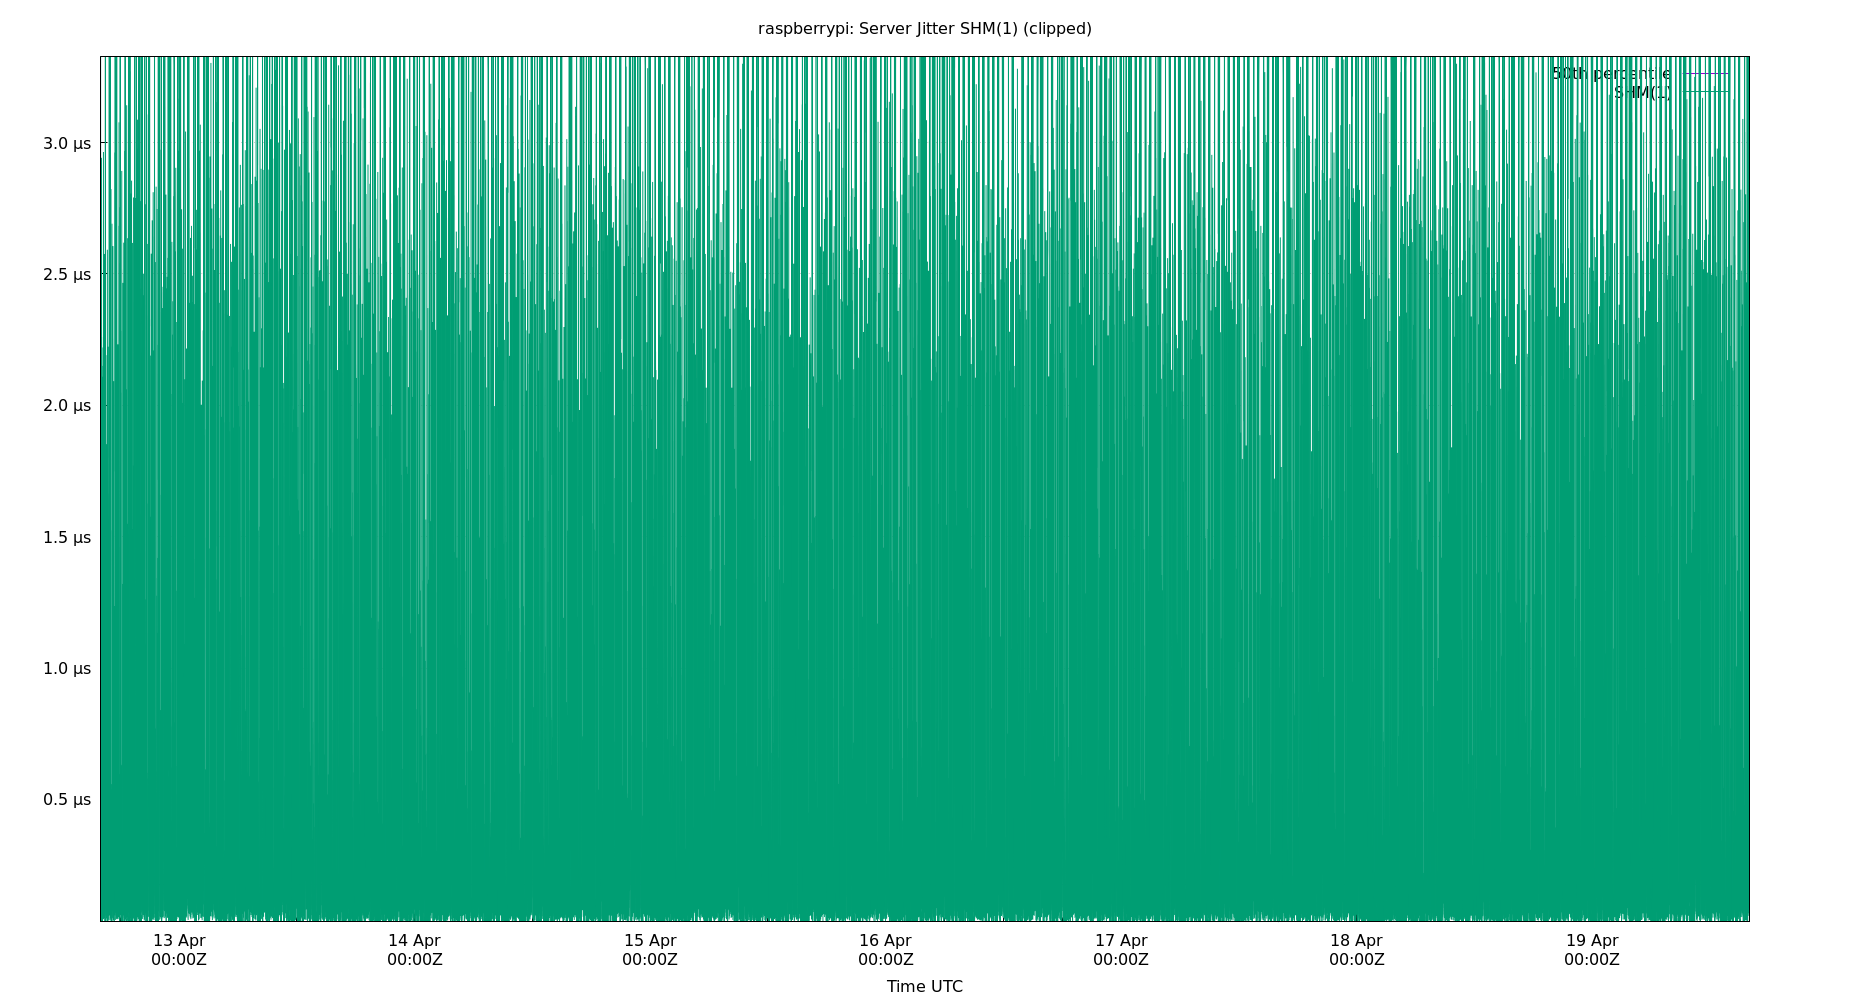 raspberrypi: Server Jitter SHM(1) (clipped)
50th percentile
SHM(1)
3.0 µs
2.5 µs
2.0 µs
1.5 µs
1.0 µs
0.5 µs
13 Apr 14 Apr 15 Apr 16 Apr 17 Apr 18 Apr 19 Apr
00:00Z 00:00Z 00:00Z 00:00Z 00:00Z 00:00Z 00:00Z
Time UTC